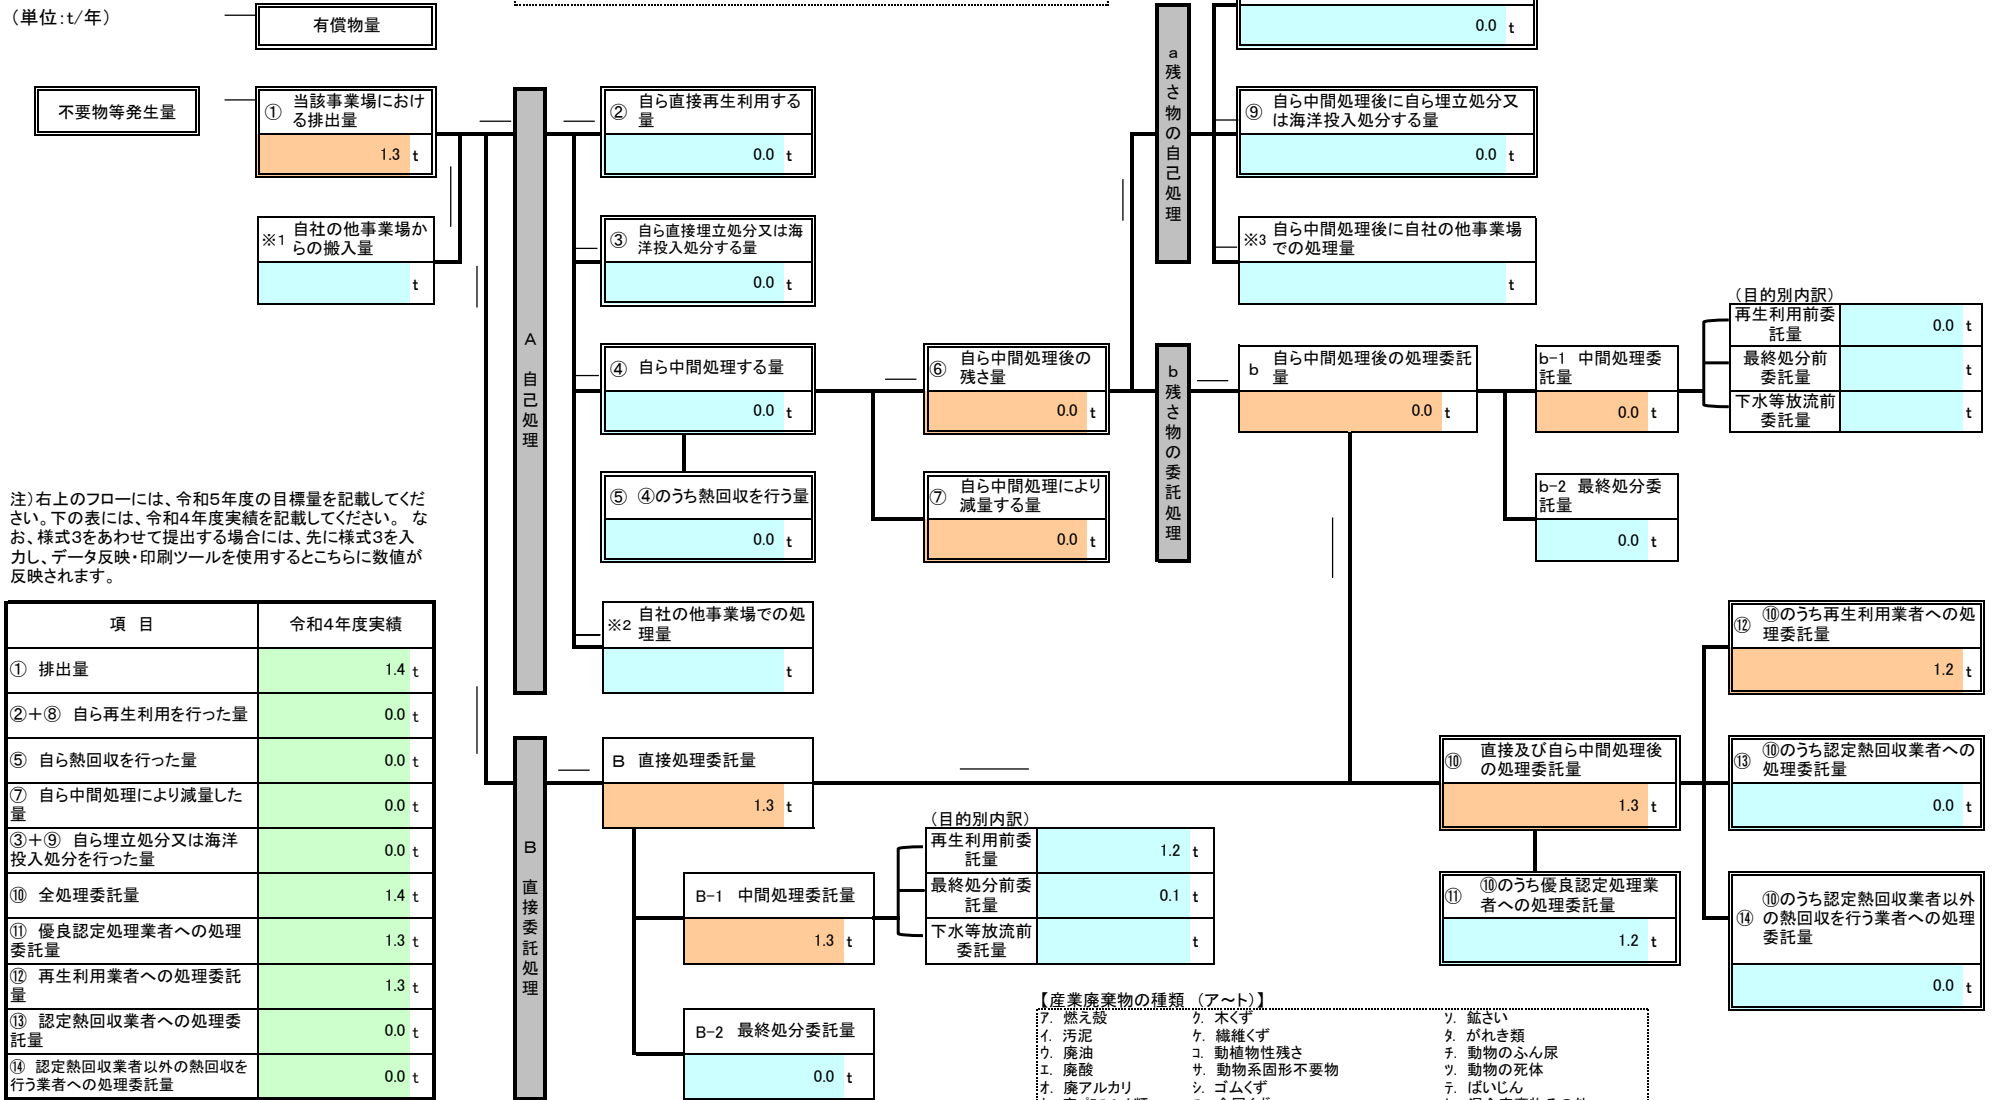 （単位：t/年）
有償物量
0.0 t
不要物等発生量
① 当該事業場におけ
る排出量
1.3 t
※1 自社の他事業場か
らの搬入量
t
A 自己処理
② 自ら直接再生利用する
量
0.0 t
③ 自ら直接埋立処分又は海
洋投入処分する量
0.0 t
④ 自ら中間処理する量
0.0 t
⑤ ④のうち熱回収を行う量
0.0 t
※2 自社の他事業場での処
理量
t
⑥ 自ら中間処理後の
残さ量
0.0 t
⑦ 自ら中間処理により
減量する量
0.0 t
a 残さ物の自己処理
⑨ 自ら中間処理後に自ら埋立処分又
は海洋投入処分する量
0.0 t
※3 自ら中間処理後に自社の他事業場
での処理量
t
b 残さ物の委託処理
b 自ら中間処理後の処理委託
量
0.0 t
b-1 中間処理委
託量
0.0 t
b-2 最終処分委
託量
0.0 t
（目的別内訳）
再生利用前委
託量
0.0 t
最終処分前
委託量
t
下水等放流前
委託量
t
注）右上のフローには、令和5年度の目標量を記載してくだ
さい。下の表には、令和4年度実績を記載してください。 な
お、様式3をあわせて提出する場合には、先に様式3を入
力し、データ反映・印刷ツールを使用するとこちらに数値が
反映されます。
項 目 令和4年度実績
① 排出量 1.4 t
②＋⑧ 自ら再生利用を行った量 0.0 t
⑤ 自ら熱回収を行った量 0.0 t
⑦ 自ら中間処理により減量した
量 0.0 t
③＋⑨ 自ら埋立処分又は海洋
投入処分を行った量 0.0 t
⑩ 全処理委託量 1.4 t
⑪ 優良認定処理業者への処理
委託量 1.3 t
⑫ 再生利用業者への処理委託
量 1.3 t
⑬ 認定熱回収業者への処理委
託量 0.0 t
⑭ 認定熱回収業者以外の熱回収を
行う業者への処理委託量 0.0 t
B 直接委託処理
B 直接処理委託量
1.3 t
B-1 中間処理委託量
1.3 t
B-2 最終処分委託量
0.0 t
（目的別内訳）
再生利用前委
託量
1.2 t
最終処分前委
託量
0.1 t
下水等放流前
委託量
t
⑩ 直接及び自ら中間処理後
の処理委託量
1.3 t
⑪ ⑩のうち優良認定処理業
者への処理委託量
1.2 t
⑫ ⑩のうち再生利用業者への処
理委託量
1.2 t
⑬ ⑩のうち認定熱回収業者への
処理委託量
0.0 t
⑭ ⑩のうち認定熱回収業者以外
の熱回収を行う業者への処理
委託量
0.0 t
【産業廃棄物の種類 （ア～ト）】
ア. 燃え殻 ク. 木くず ソ. 鉱さい
イ. 汚泥 ケ. 繊維くず タ. がれき類
ウ. 廃油 コ. 動植物性残さ チ. 動物のふん尿
エ. 廃酸 サ. 動物系固形不要物 ツ. 動物の死体
オ. 廃アルカリ シ. ゴムくず テ. ばいじん